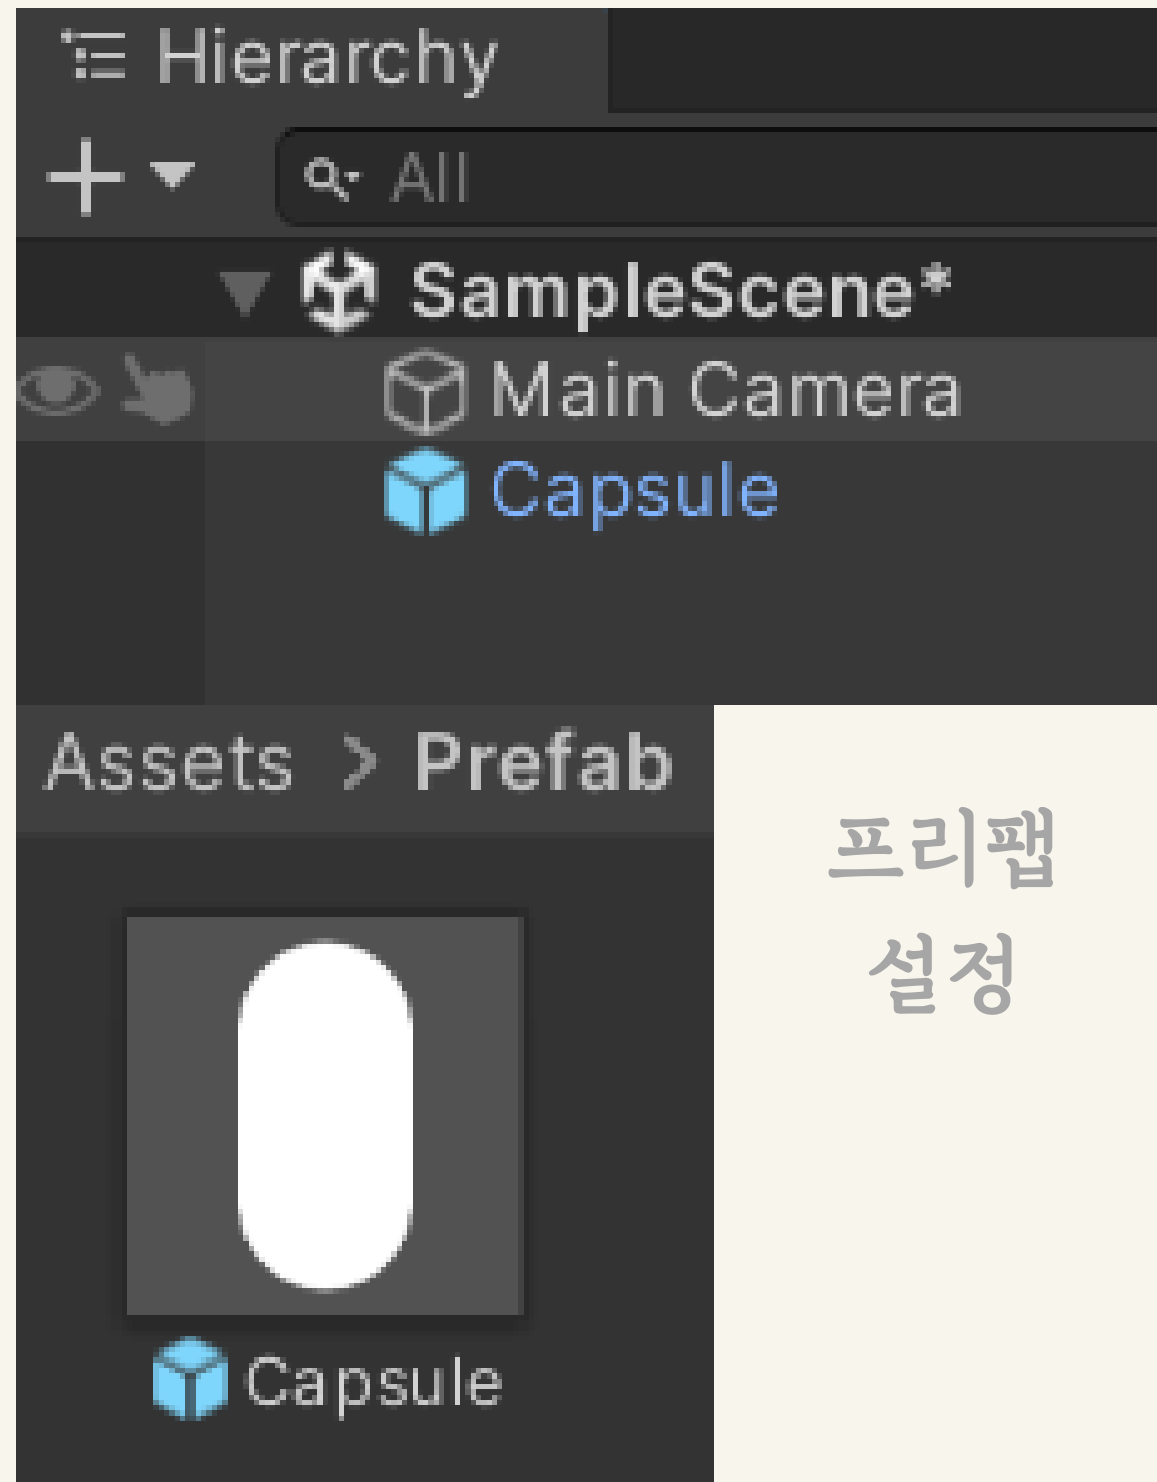 Hierarchy
All
SampleScene*
Main Camera
Capsule
Assets > Prefab
프리팹
설정
Capsule